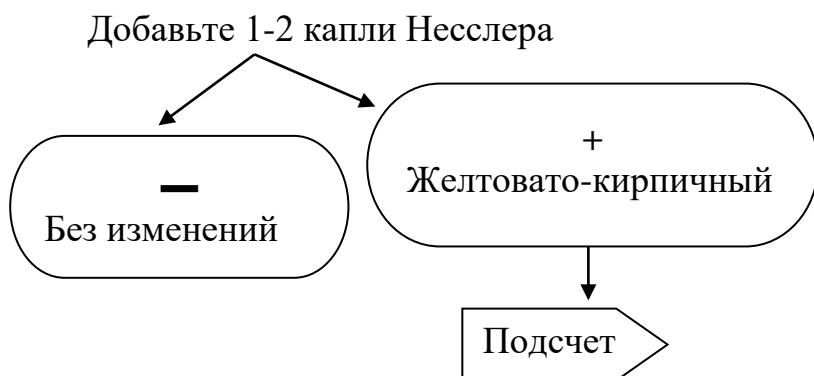 Добавьте 1-2 капли Несслера
–
Без изменений
+
Желтовато-кирпичный
Подсчет